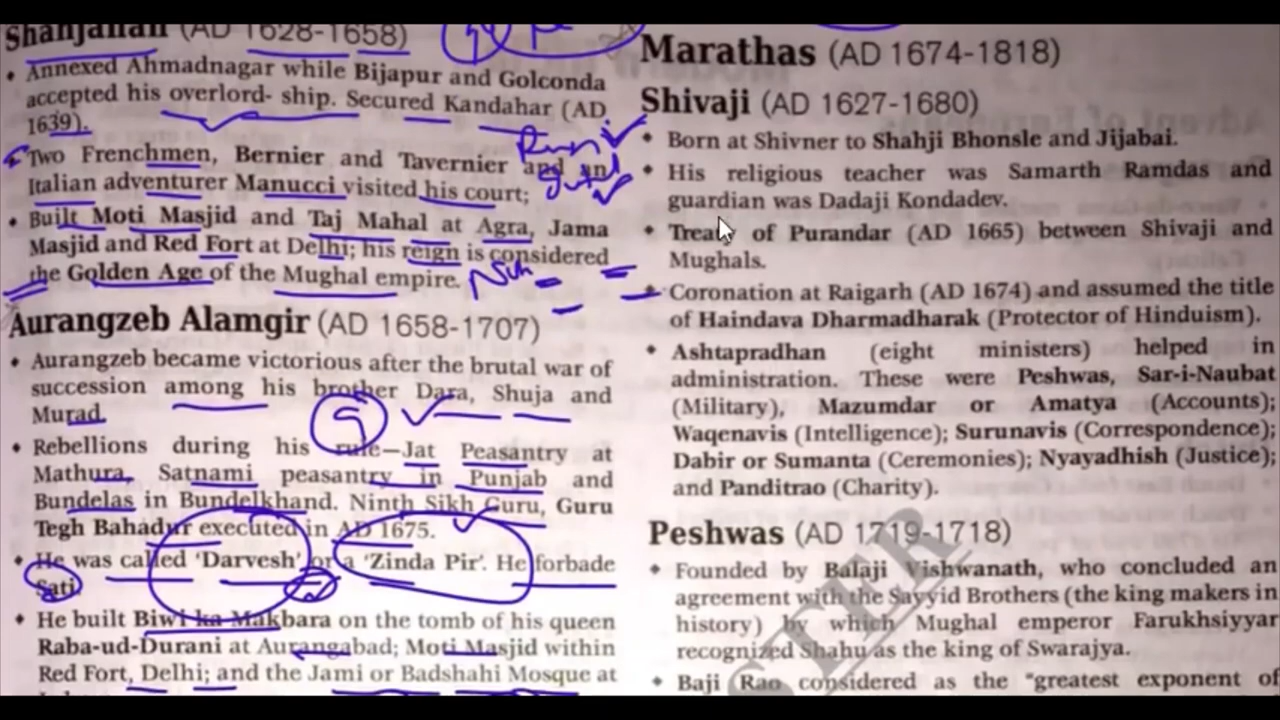 Shahjahan (AD 1628-1658)
• Annexed Ahmadnagar while Bijapur and Golconda
accepted his overlord- ship. Secured Kandahar (AD
1639).
• Two Frenchmen, Bernier and Tavernier and an
Italian adventurer Manucci visited his court;
• Built Moti Masjid and Taj Mahal at Agra, Jama
Masjid and Red Fort at Delhi; his reign is considered
the Golden Age of the Mughal empire.
Aurangzeb Alamgir (AD 1658-1707)
• Aurangzeb became victorious after the brutal war of
succession among his brother Dara, Shuja and
Murad.
• Rebellions during his rule—Jat Peasantry at
Mathura, Satnami peasantry in Punjab and
Bundelas in Bundelkhand. Ninth Sikh Guru, Guru
Tegh Bahadur executed in AD 1675.
• He was called 'Darvesh' or a 'Zinda Pir'. He forbade
Sati.
• He built Biwi ka Makbara on the tomb of his queen
Raba-ud-Durani at Aurangabad; Moti Masjid within
Red Fort, Delhi; and the Jami or Badshahi Mosque at
Marathas (AD 1674-1818)
Shivaji (AD 1627-1680)
• Born at Shivner to Shahji Bhonsle and Jijabai.
• His religious teacher was Samarth Ramdas and
guardian was Dadaji Kondadev.
• Treaty of Purandar (AD 1665) between Shivaji and
Mughals.
• Coronation at Raigarh (AD 1674) and assumed the title
of Haindava Dharmadharak (Protector of Hinduism).
• Ashtapradhan (eight ministers) helped in
administration. These were Peshwas, Sar-i-Naubat
(Military), Mazumdar or Amatya (Accounts);
Waqenavis (Intelligence); Surunavis (Correspondence);
Dabir or Sumanta (Ceremonies); Nyayadhish (Justice);
and Panditrao (Charity).
Peshwas (AD 1719-1718)
• Founded by Balaji Vishwanath, who concluded an
agreement with the Sayyid Brothers (the king makers in
history) by which Mughal emperor Farukhsiyyar
recognized Shahu as the king of Swarajya.
• Baji Rao considered as the "greatest exponent of